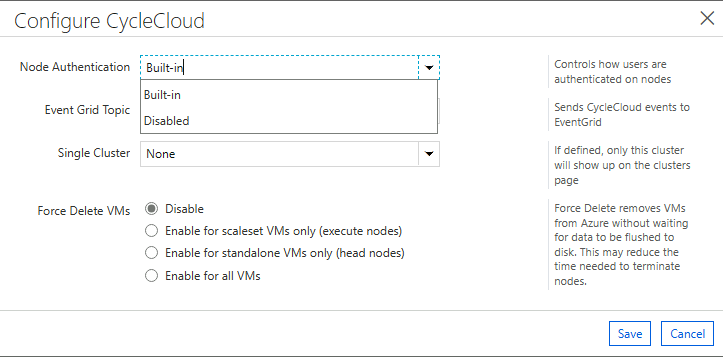 Configure CycleCloud
Node Authentication
Built-in
Controls how users are
authenticated on nodes
Built-in
Disabled
Event Grid Topic
Sends CycleCloud events to
EventGrid
Single Cluster
None
If defined, only this cluster
will show up on the clusters
page
Force Delete VMs
Disable
Enable for scaleset VMs only (execute nodes)
Enable for standalone VMs only (head nodes)
Enable for all VMs
Force Delete removes VMs
from Azure without waiting
for data to be flushed to
disk. This may reduce the
time needed to terminate
nodes.
Save
Cancel